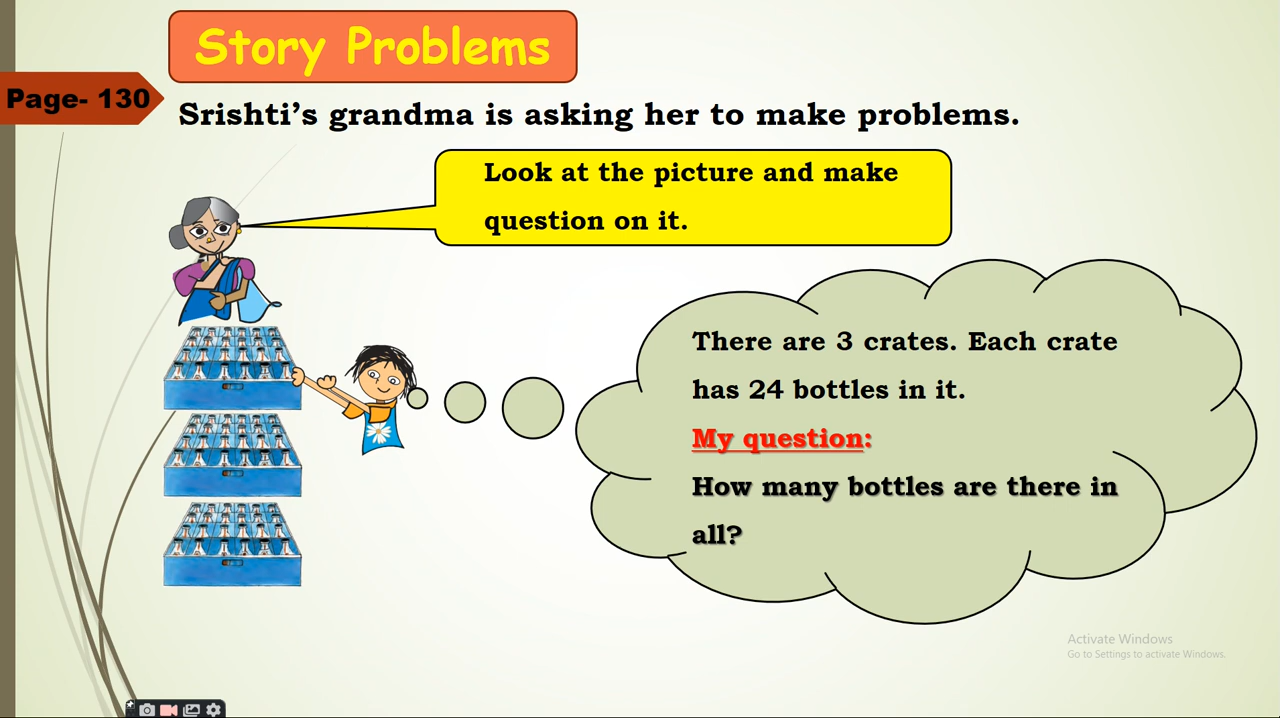 Story Problems
Page- 130
Srishti’s grandma is asking her to make problems.
Look at the picture and make
question on it.
There are 3 crates. Each crate
has 24 bottles in it.
My question:
How many bottles are there in
all?
Activate Windows
Go to Settings to activate Windows.